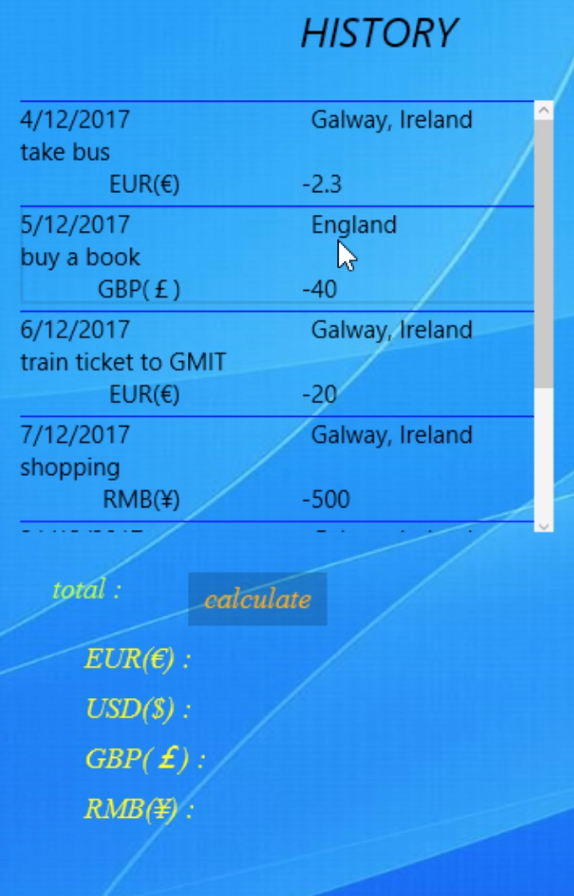 HISTORY
4/12/2017 Galway, Ireland
take bus
EUR(€) -2.3
5/12/2017 England
buy a book
GBP(£) -40
6/12/2017 Galway, Ireland
train ticket to GMIT
EUR(€) -20
7/12/2017 Galway, Ireland
shopping
RMB(¥) -500
total : calculate
EUR(€) :
USD($) :
GBP(£) :
RMB(¥) :